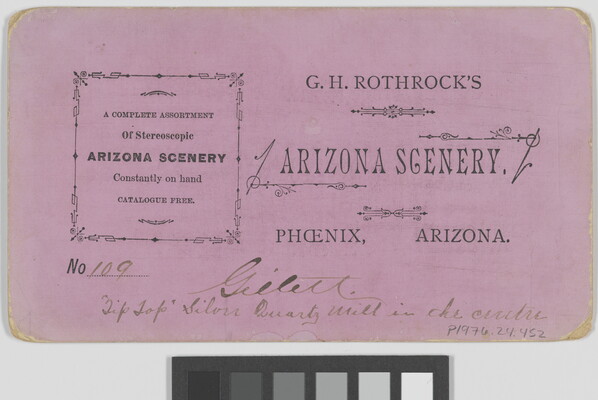 A COMPLETE ASSORTMENT
Of Stereoscopic
ARIZONA SCENERY
Constantly on hand
CATALOGUE FREE.
G. H. ROTHROCK'S
ARIZONA SCENERY.
PHŒNIX, ARIZONA.
No 109
Gillett.
"Tip Top" Silver Quartz Mill in the centre
P1976.24.452